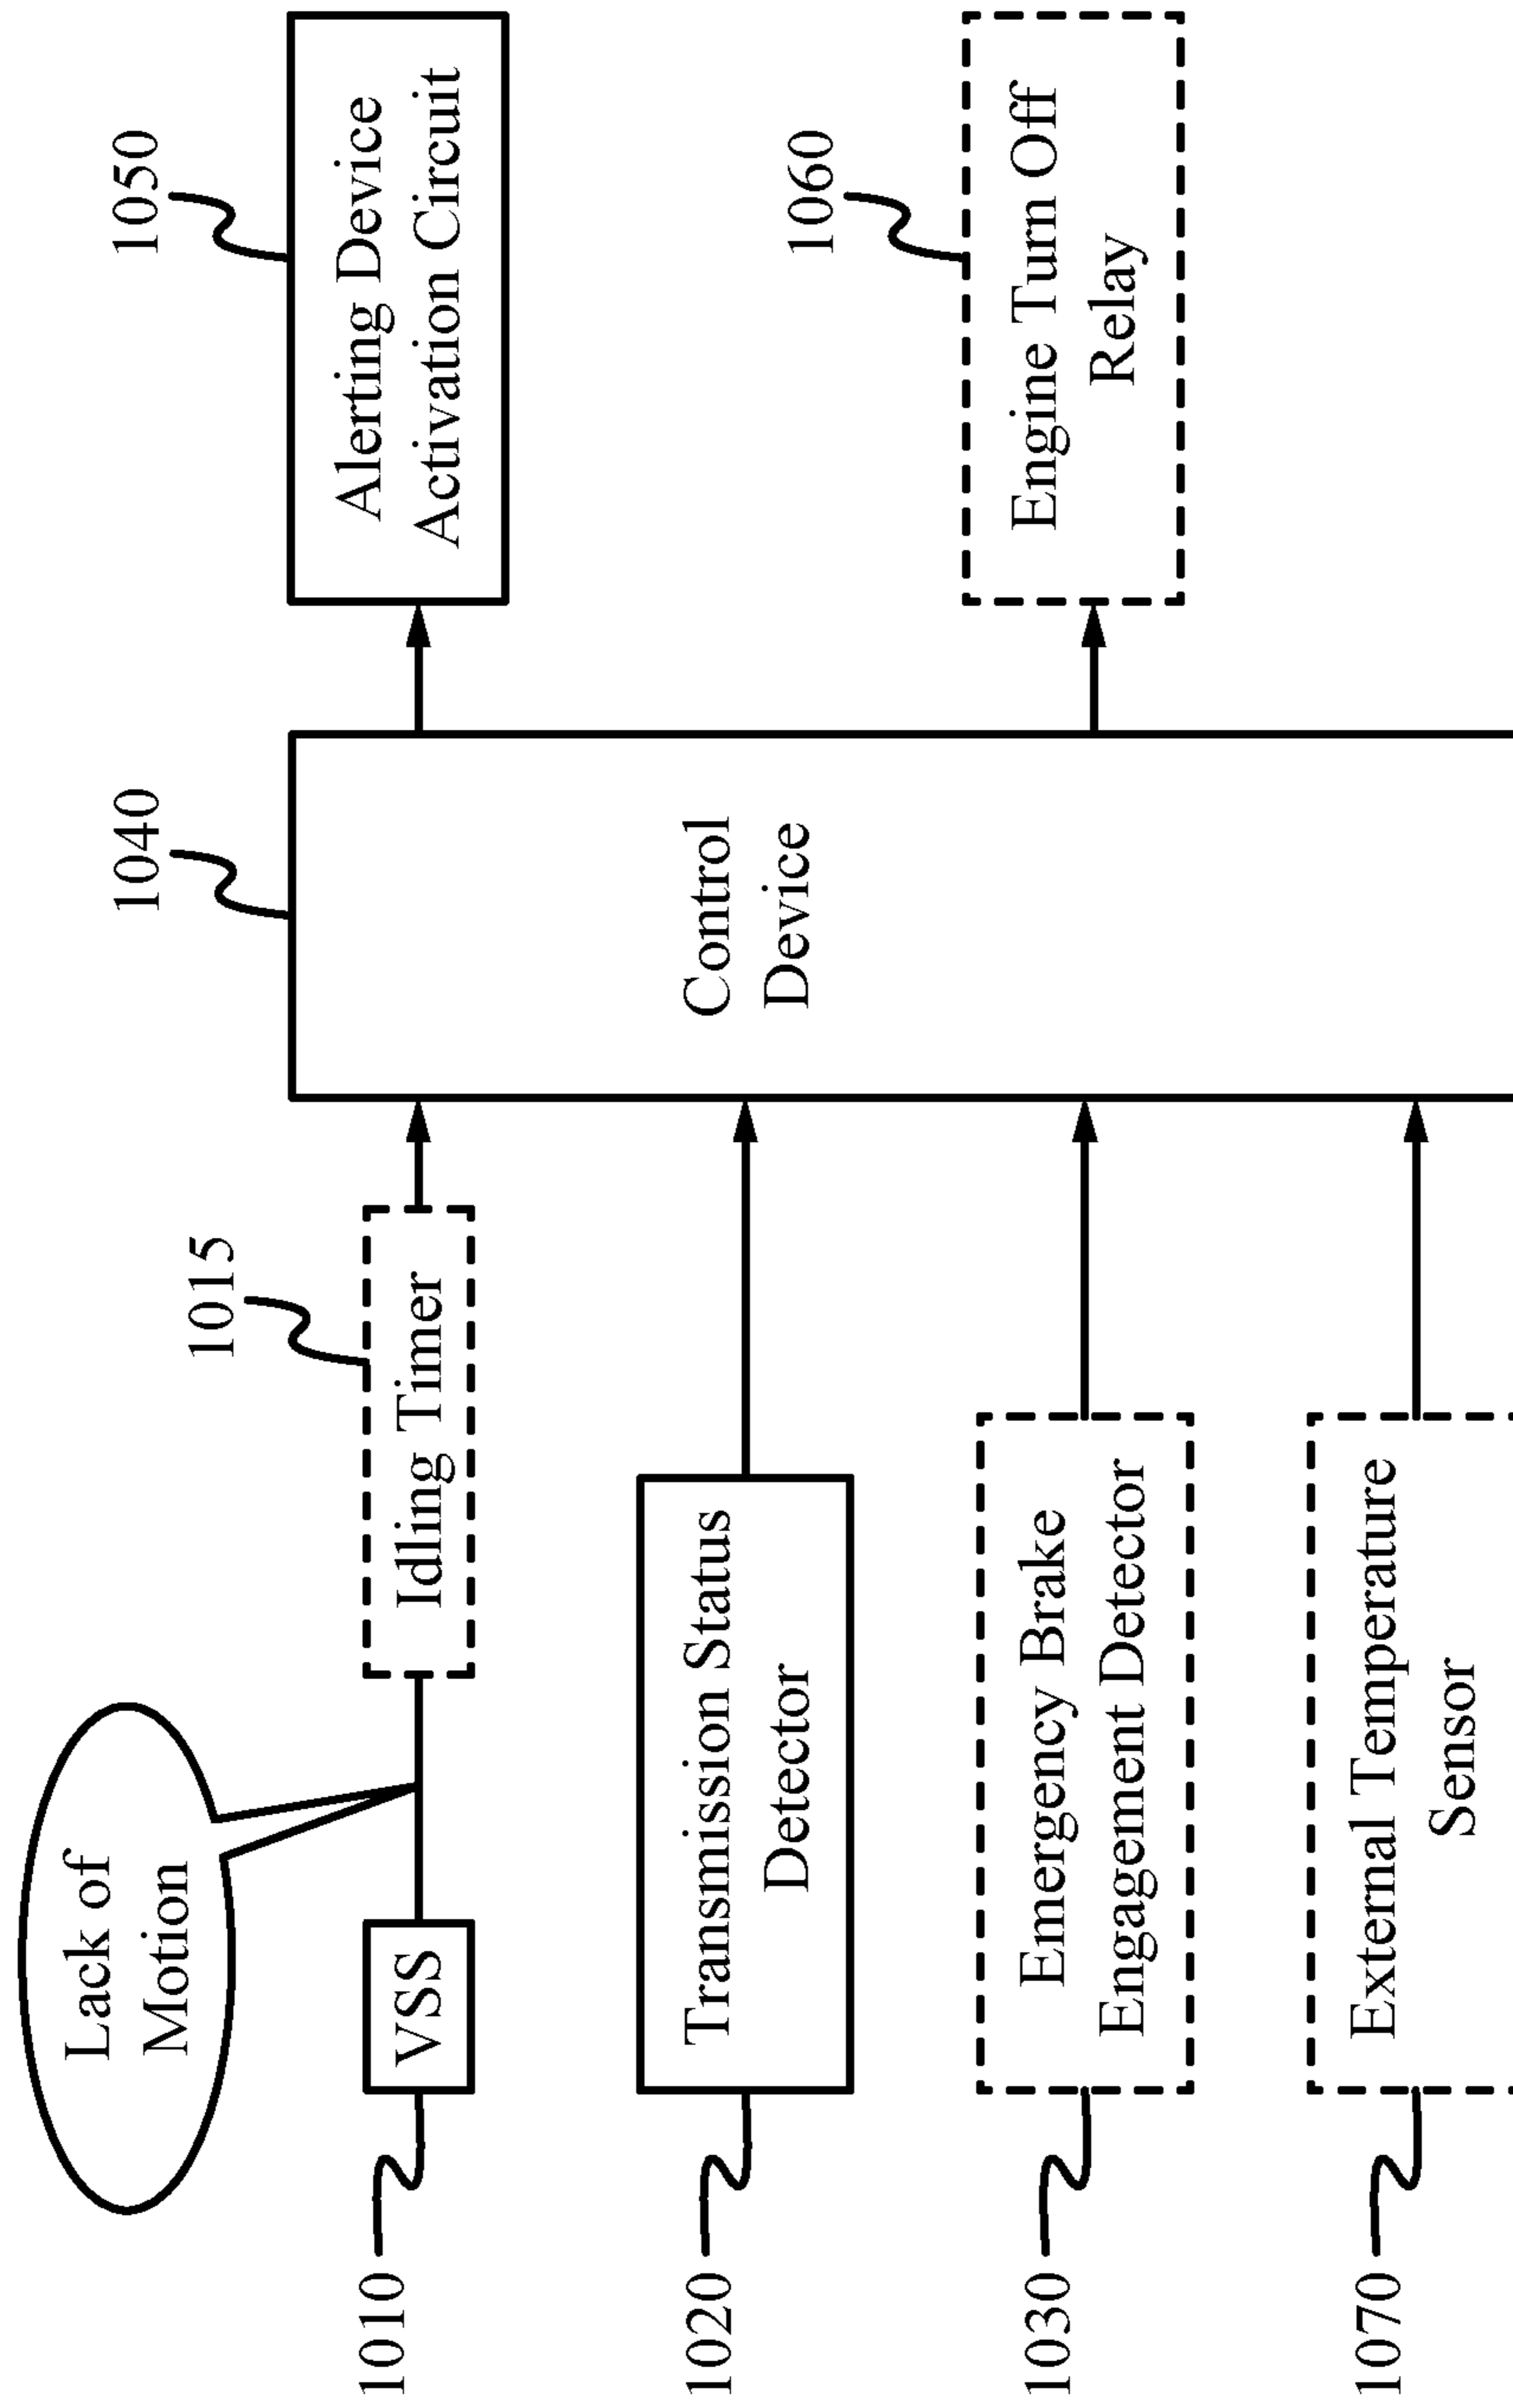 Lack of
Motion
1010
VSS
1015
Idling Timer
1040
Control
Device
1050
Alerting Device
Activation Circuit
1020
Transmission Status
Detector
1030
Emergency Brake
Engagement Detector
1060
Engine Turn Off
Relay
1070
External Temperature
Sensor